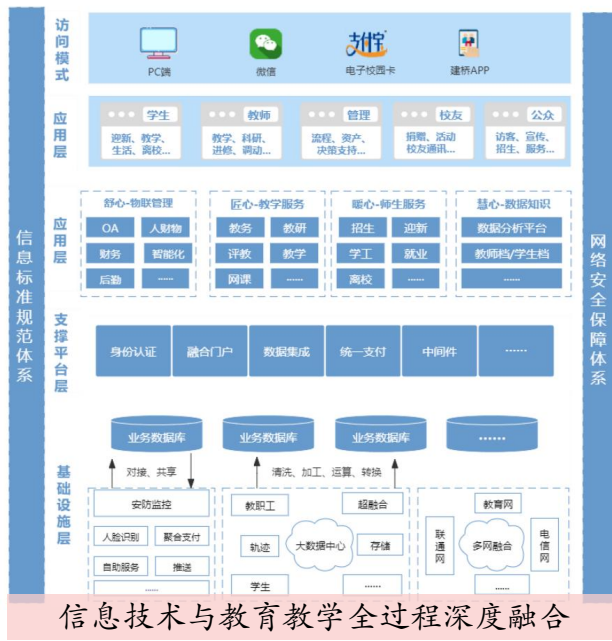 信息标准规范体系
网络安全保障体系
访问模式
PC端
微信
支付宝
电子校园卡
建桥APP
应用层
学生
迎新、教学、
生活、离校...
教师
教学、科研、
进修、调动...
管理
流程、资产、
决策支持...
校友
捐赠、活动
校友通讯...
公众
访客、宣传、
招生、服务...
应用层
舒心-物联管理
OA 人财物
财务 智能化
后勤 ......
匠心-教学服务
教务 教研
评教 教学
网课 ......
暖心-师生服务
招生 迎新
学工 就业
离校 ......
慧心-数据知识
数据分析平台
教师档/学生档
......
支撑平台层
身份认证 融合门户 数据集成 统一支付 中间件 ......
基础设施层
业务数据库 业务数据库 业务数据库 ......
对接、共享
清洗、加工、运算、转换
安防监控
人脸识别 聚合支付
自助服务 推送
......
教职工 超融合
轨迹 大数据中心 存储
学生 ......
教育网
联通网 多网融合 电信网
......
信息技术与教育教学全过程深度融合